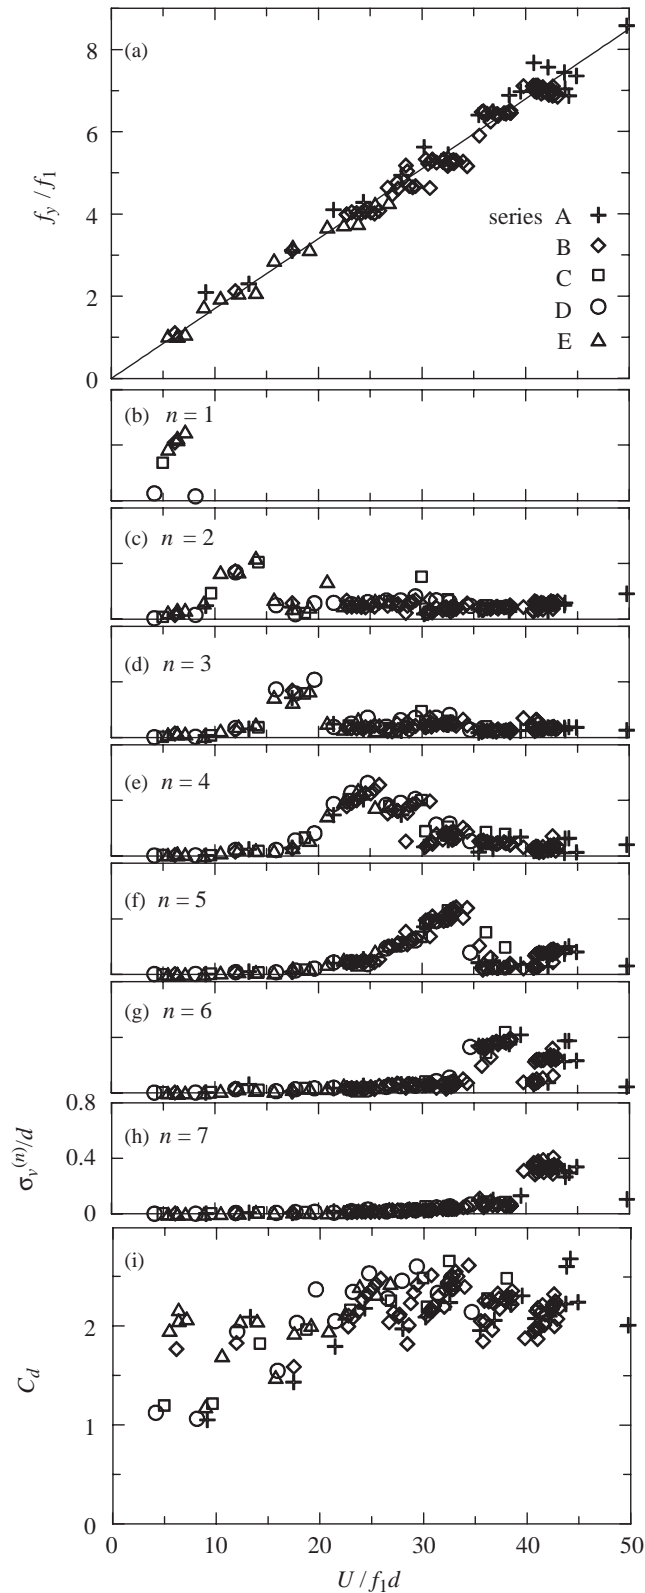 8
(a)
6
f_y / f_1
4
series A
B
C
D
E
2
0
(b) n = 1
(c) n = 2
(d) n = 3
(e) n = 4
(f) n = 5
(g) n = 6
0.8
(h) n = 7
σ_v^{(n)}/d
0.4
0
(i)
2
C_d
1
0
0 10 20 30 40 50
U / f_1d